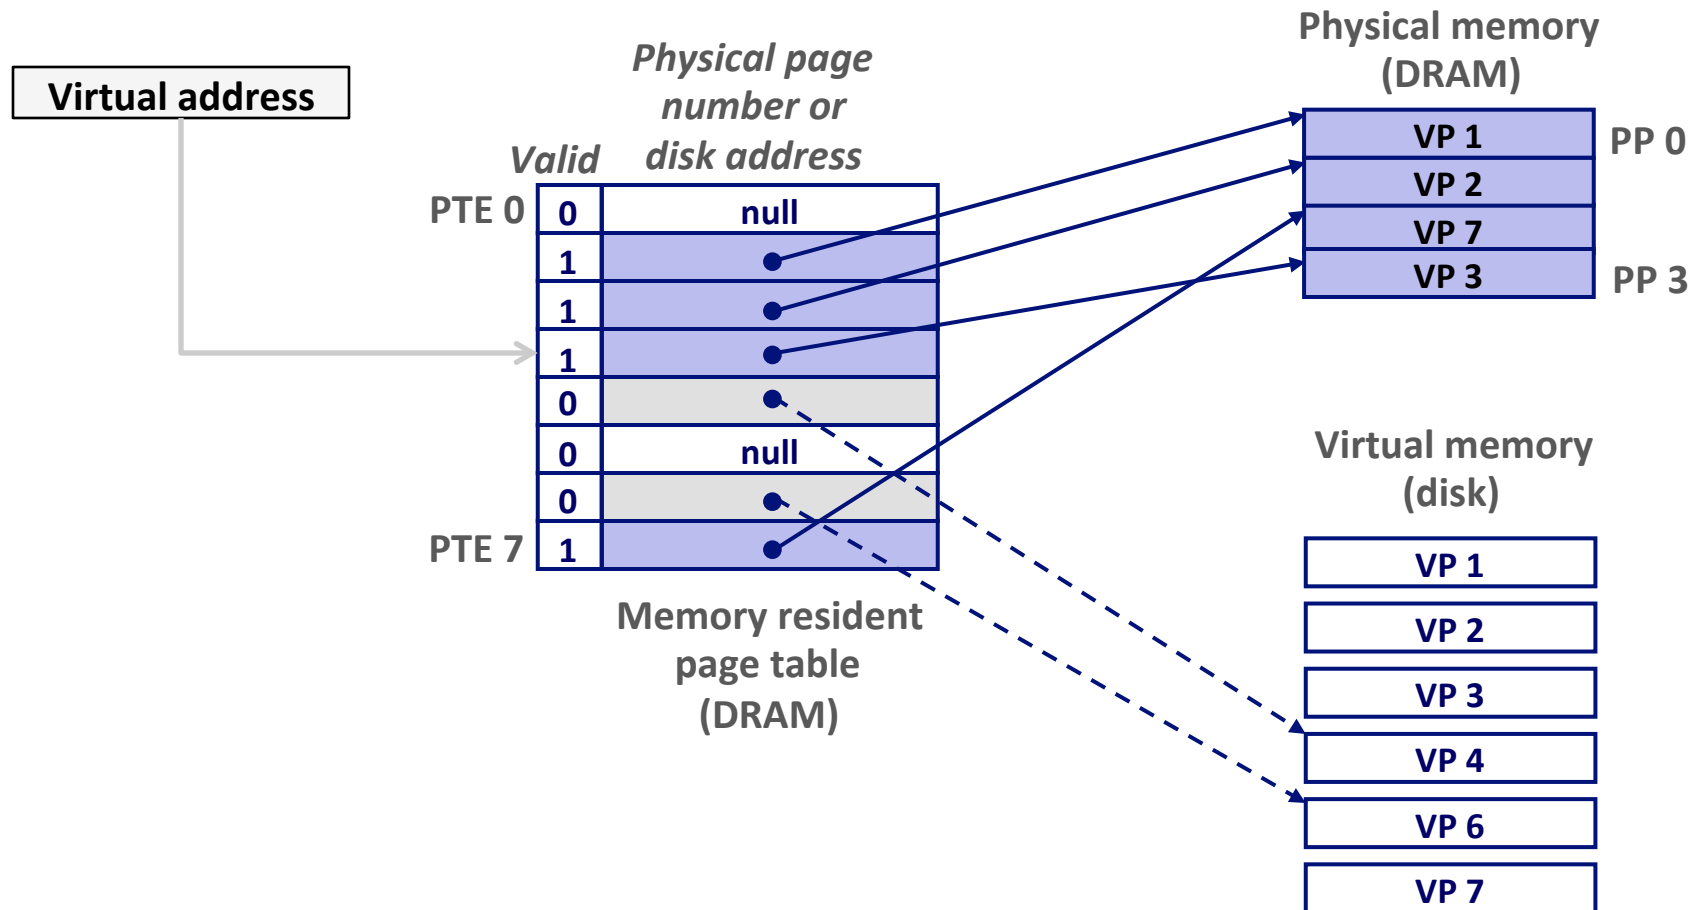 Virtual address
Physical page
number or
disk address
Valid
PTE 0
0
null
1
1
1
0
0
null
0
PTE 7
1
Memory resident
page table
(DRAM)
Physical memory
(DRAM)
VP 1
PP 0
VP 2
VP 7
VP 3
PP 3
Virtual memory
(disk)
VP 1
VP 2
VP 3
VP 4
VP 6
VP 7